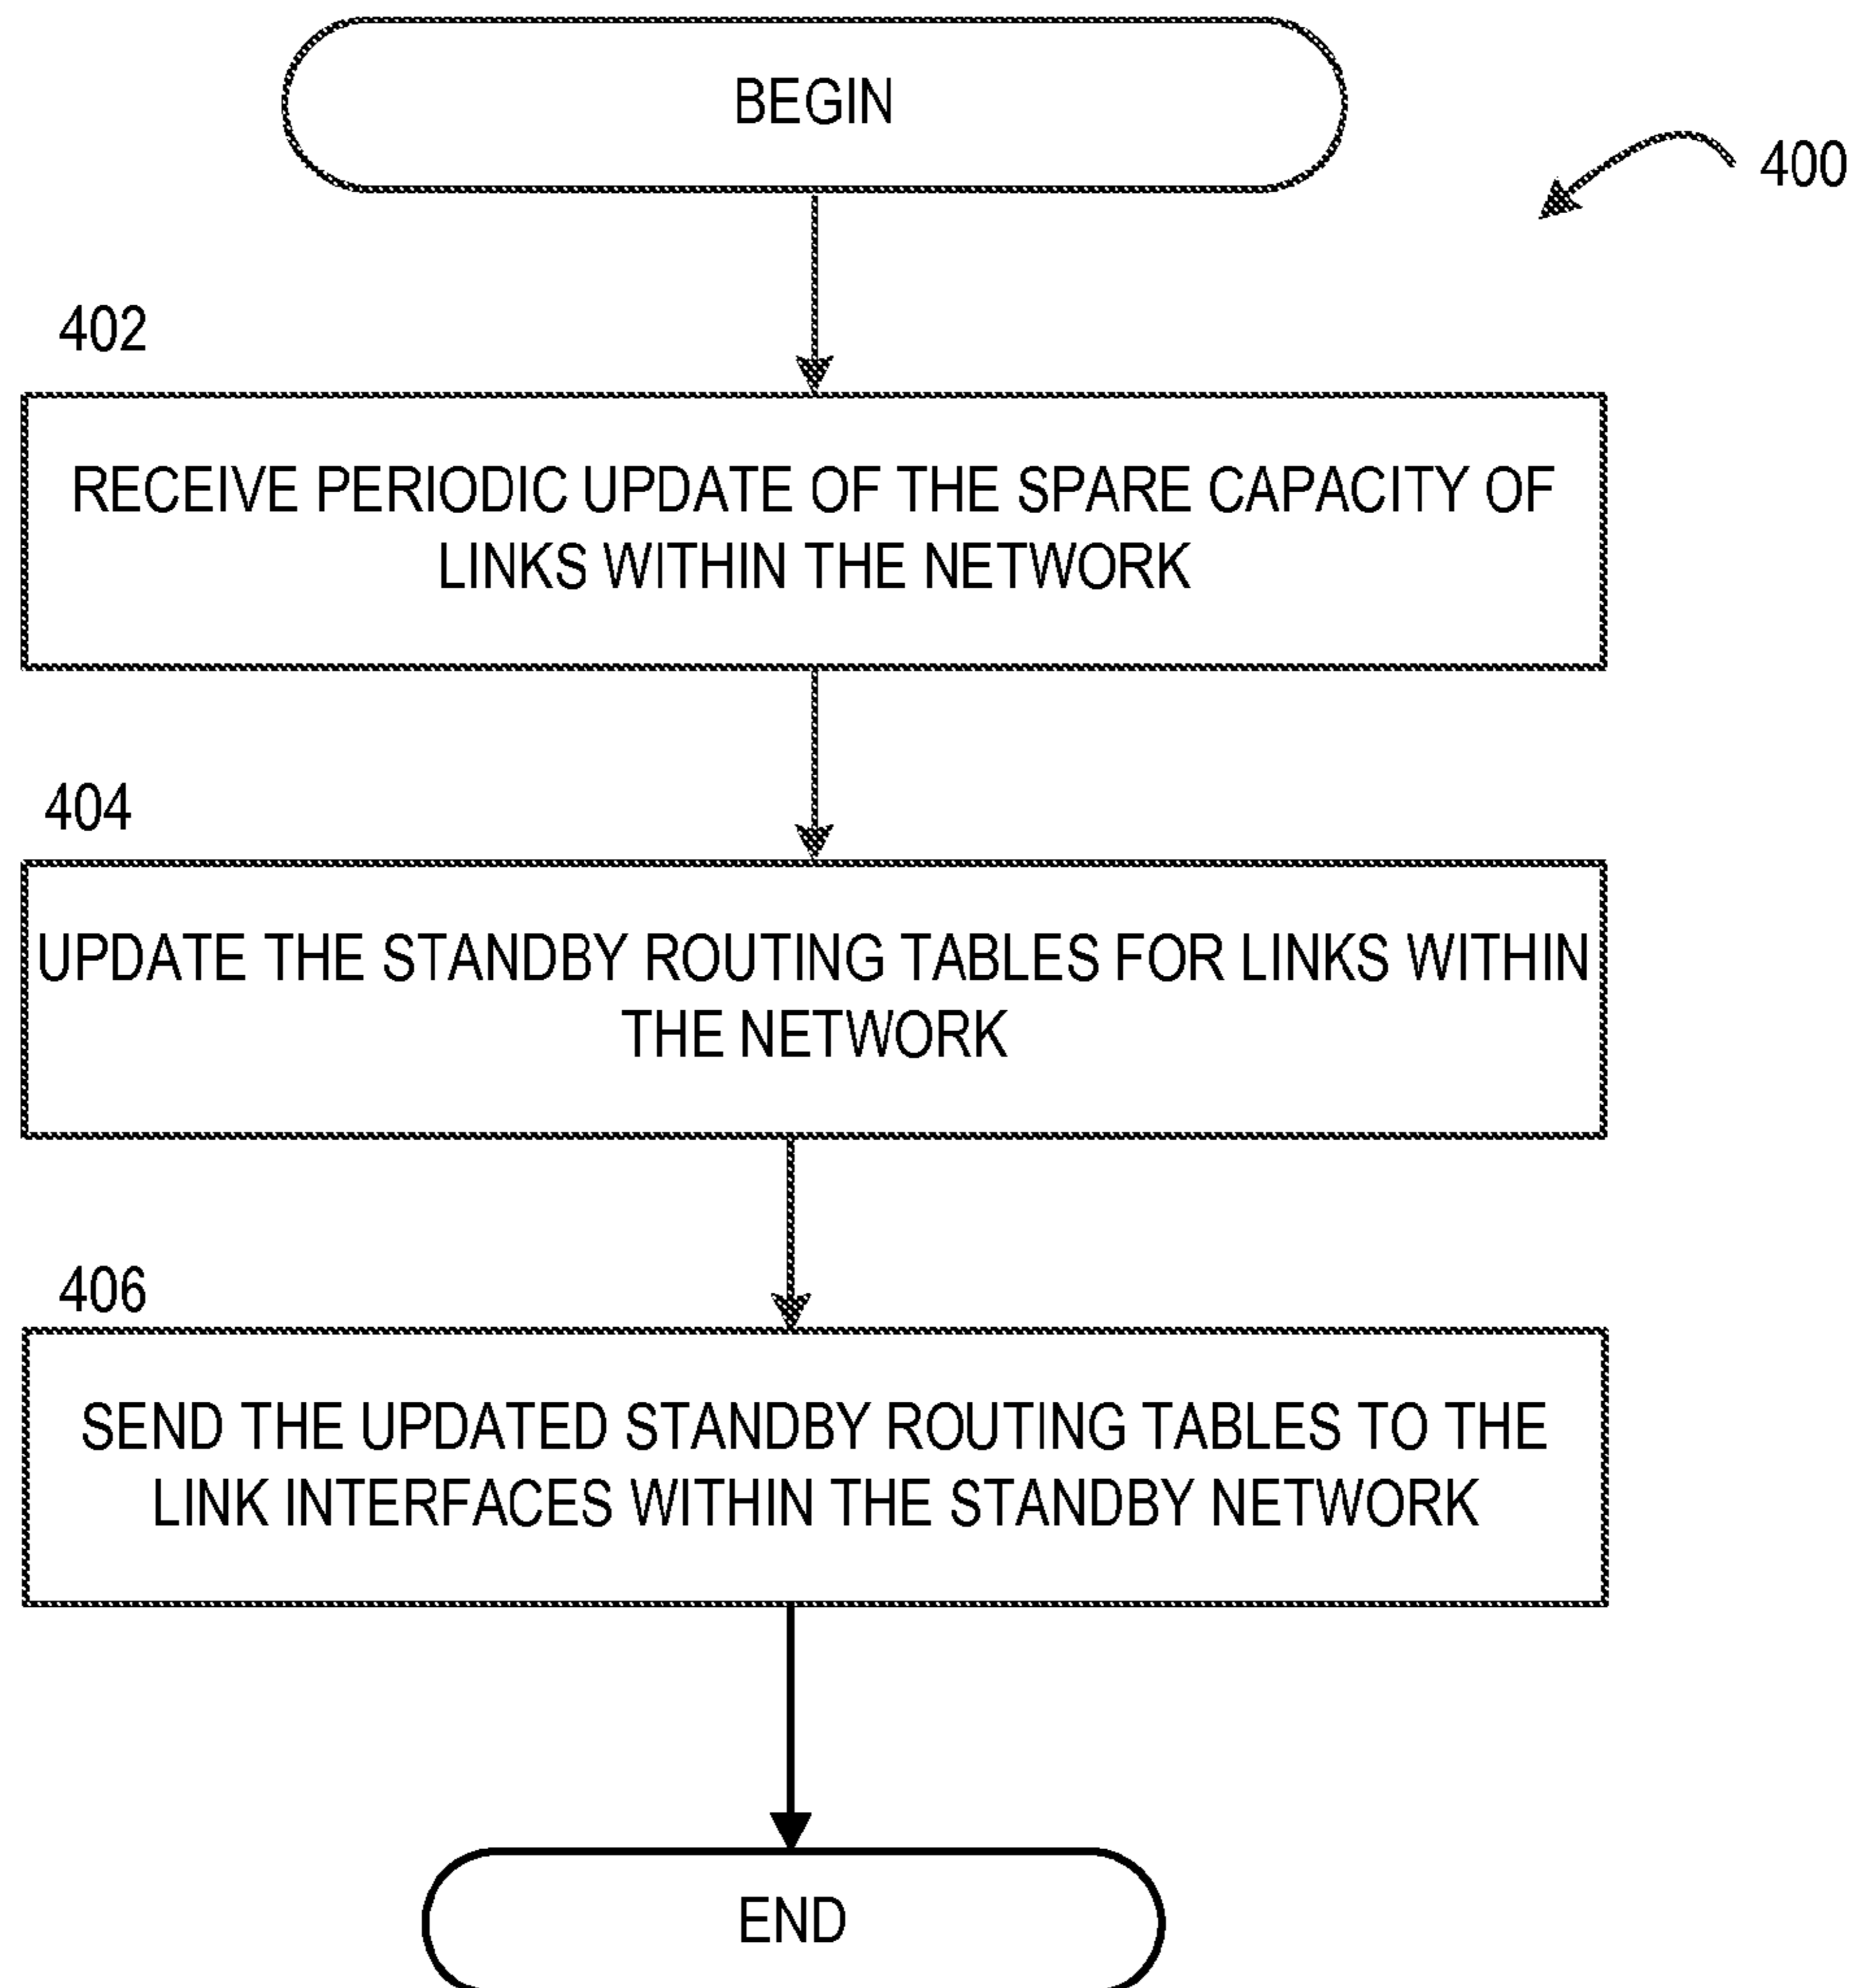 BEGIN
400
402
RECEIVE PERIODIC UPDATE OF THE SPARE CAPACITY OF
LINKS WITHIN THE NETWORK
404
UPDATE THE STANDBY ROUTING TABLES FOR LINKS WITHIN
THE NETWORK
406
SEND THE UPDATED STANDBY ROUTING TABLES TO THE
LINK INTERFACES WITHIN THE STANDBY NETWORK
END